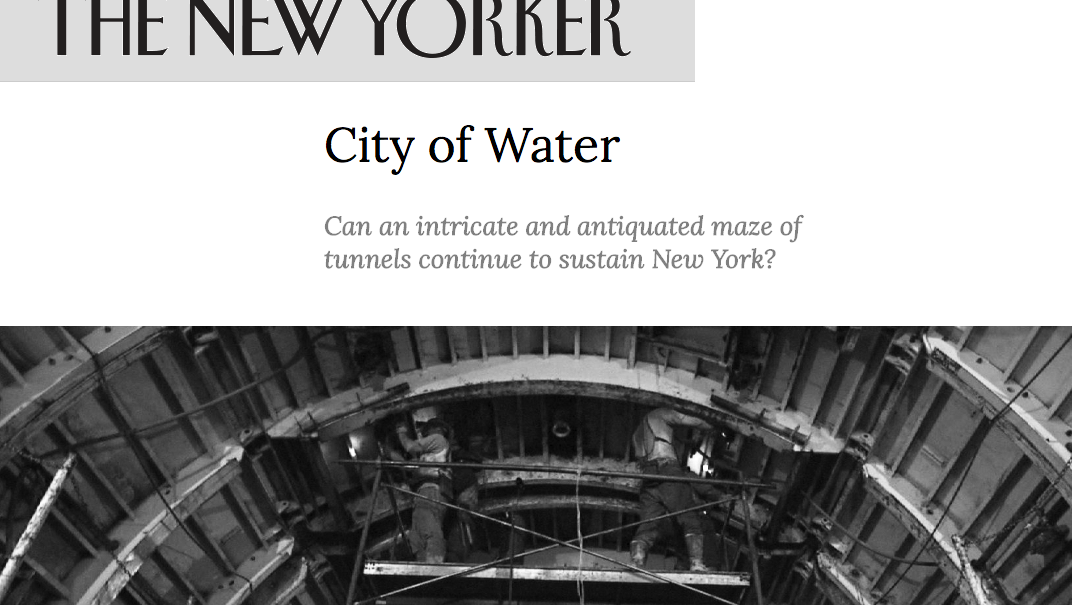 THE NEW YORKER
City of Water
Can an intricate and antiquated maze of
tunnels continue to sustain New York?